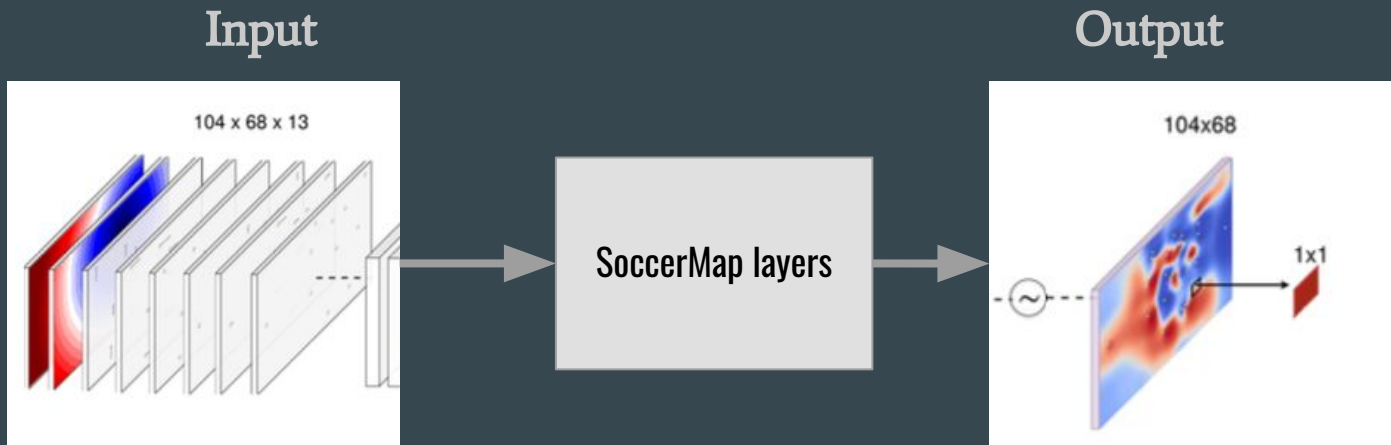 Input
Output
104 x 68 x 13
104x68
SoccerMap layers
1x1
~